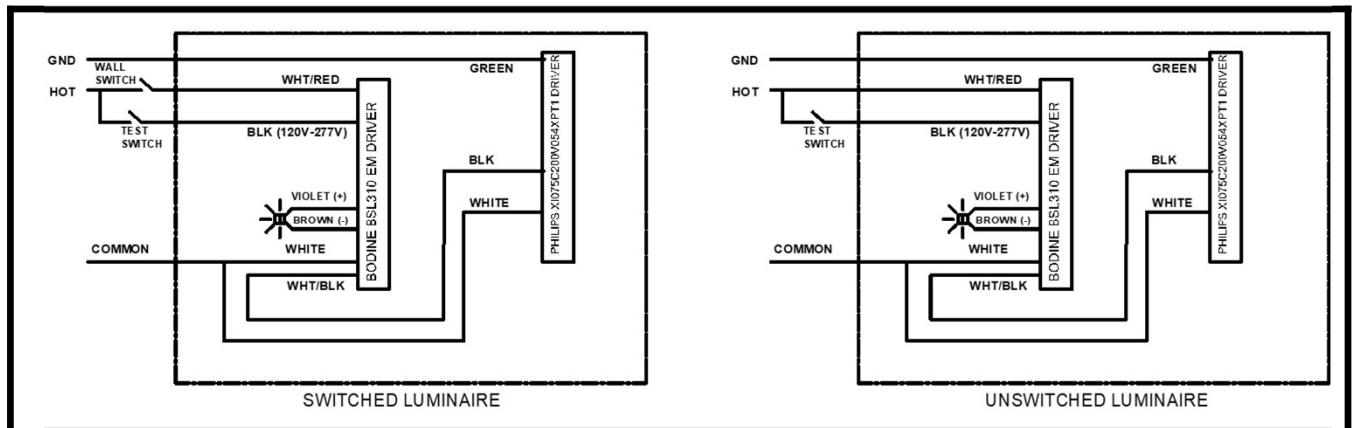 GND
WALL
SWITCH
HOT
TEST
SWITCH
COMMON
GREEN
WHT/RED
BLK (120V-277V)
BLK
VIOLET (+)
BROWN (-)
WHITE
WHITE
WHT/BLK
BODINE BSL310 EM DRIVER
PHILIPS XI075C200V054XPT1 DRIVER
SWITCHED LUMINAIRE
GND
HOT
TEST
SWITCH
COMMON
GREEN
WHT/RED
BLK (120V-277V)
BLK
VIOLET (+)
BROWN (-)
WHITE
WHITE
WHT/BLK
BODINE BSL310 EM DRIVER
PHILIPS XI075C200V054XPT1 DRIVER
UNSWITCHED LUMINAIRE